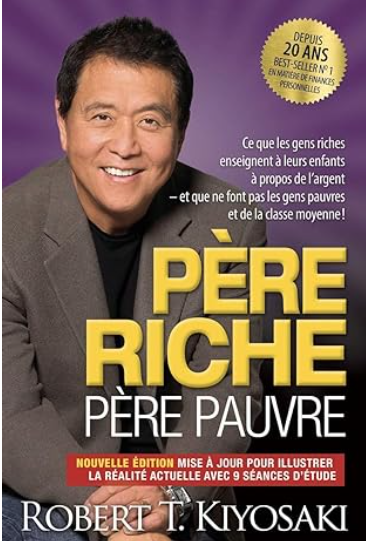 DEPUIS
20 ANS
BEST-SELLER Nº 1
EN MATIÈRE DE FINANCES
PERSONNELLES
Ce que les gens riches
enseignent à leurs enfants
à propos de l'argent
– et que ne font pas les gens pauvres
et de la classe moyenne!
PÈRE
RICHE
PÈRE PAUVRE
NOUVELLE ÉDITION MISE À JOUR POUR ILLUSTRER
LA RÉALITÉ ACTUELLE AVEC 9 SÉANCES D'ÉTUDE
ROBERT T. KIYOSAKI